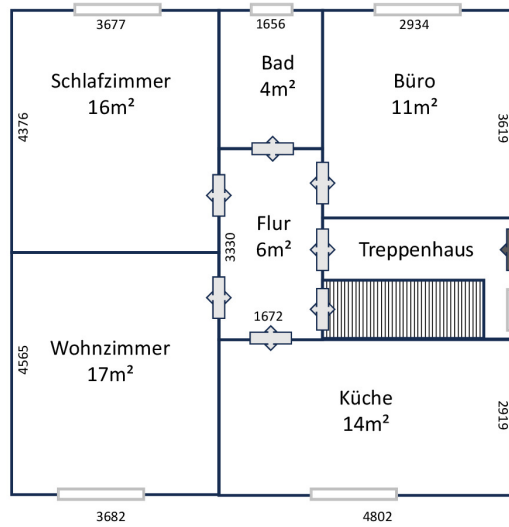 3677
1656
2934
Schlafzimmer
16m²
Bad
4m²
Büro
11m²
4376
3619
Flur
6m²
3330
Treppenhaus
1672
Wohnzimmer
17m²
4565
Küche
14m²
2919
3682
4802